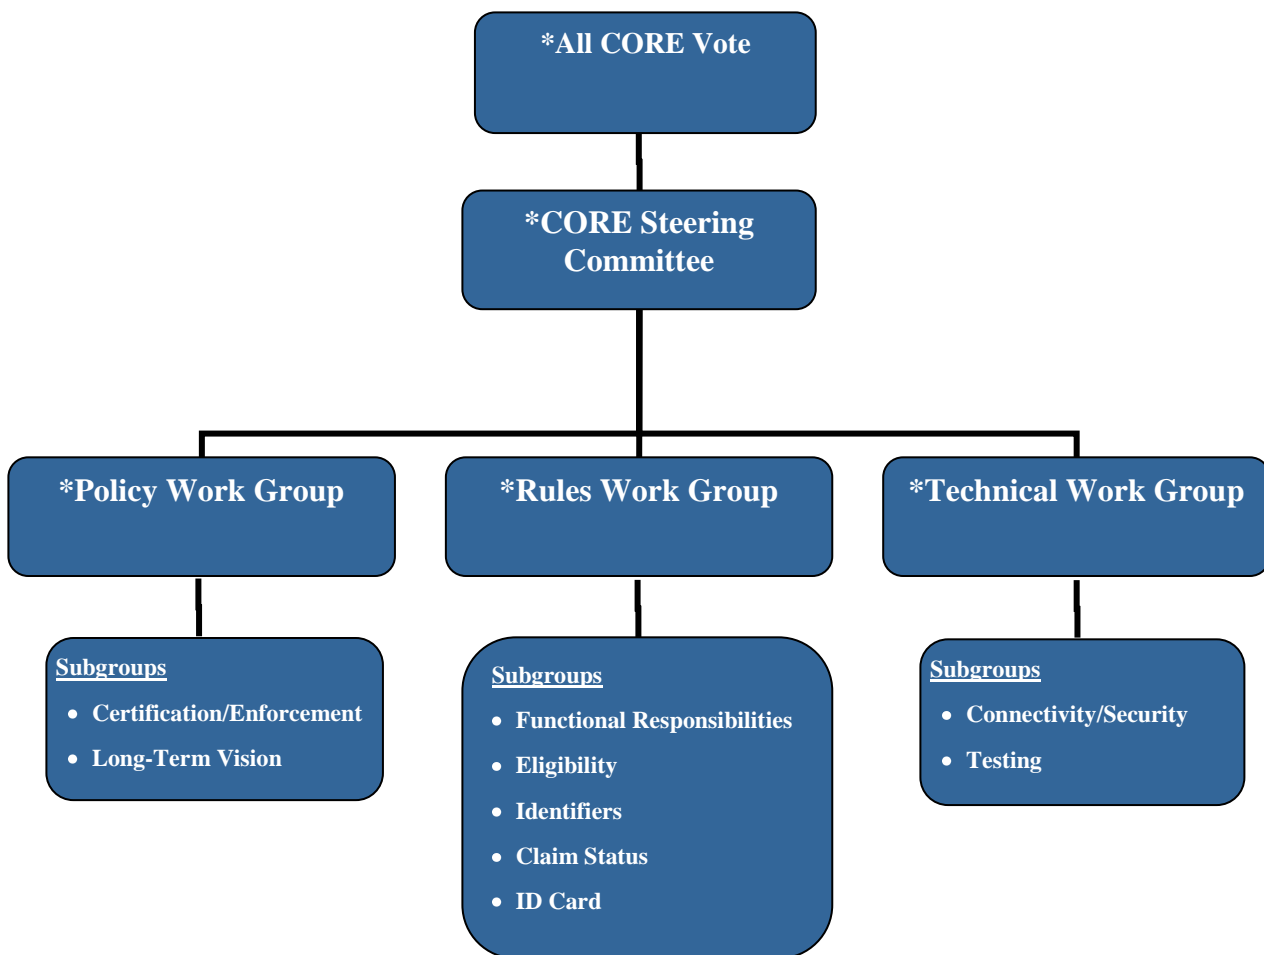 *All CORE Vote
*CORE Steering
Committee
*Policy Work Group
*Rules Work Group
*Technical Work Group
Subgroups
• Certification/Enforcement
• Long-Term Vision
Subgroups
• Functional Responsibilities
• Eligibility
• Identifiers
• Claim Status
• ID Card
Subgroups
• Connectivity/Security
• Testing